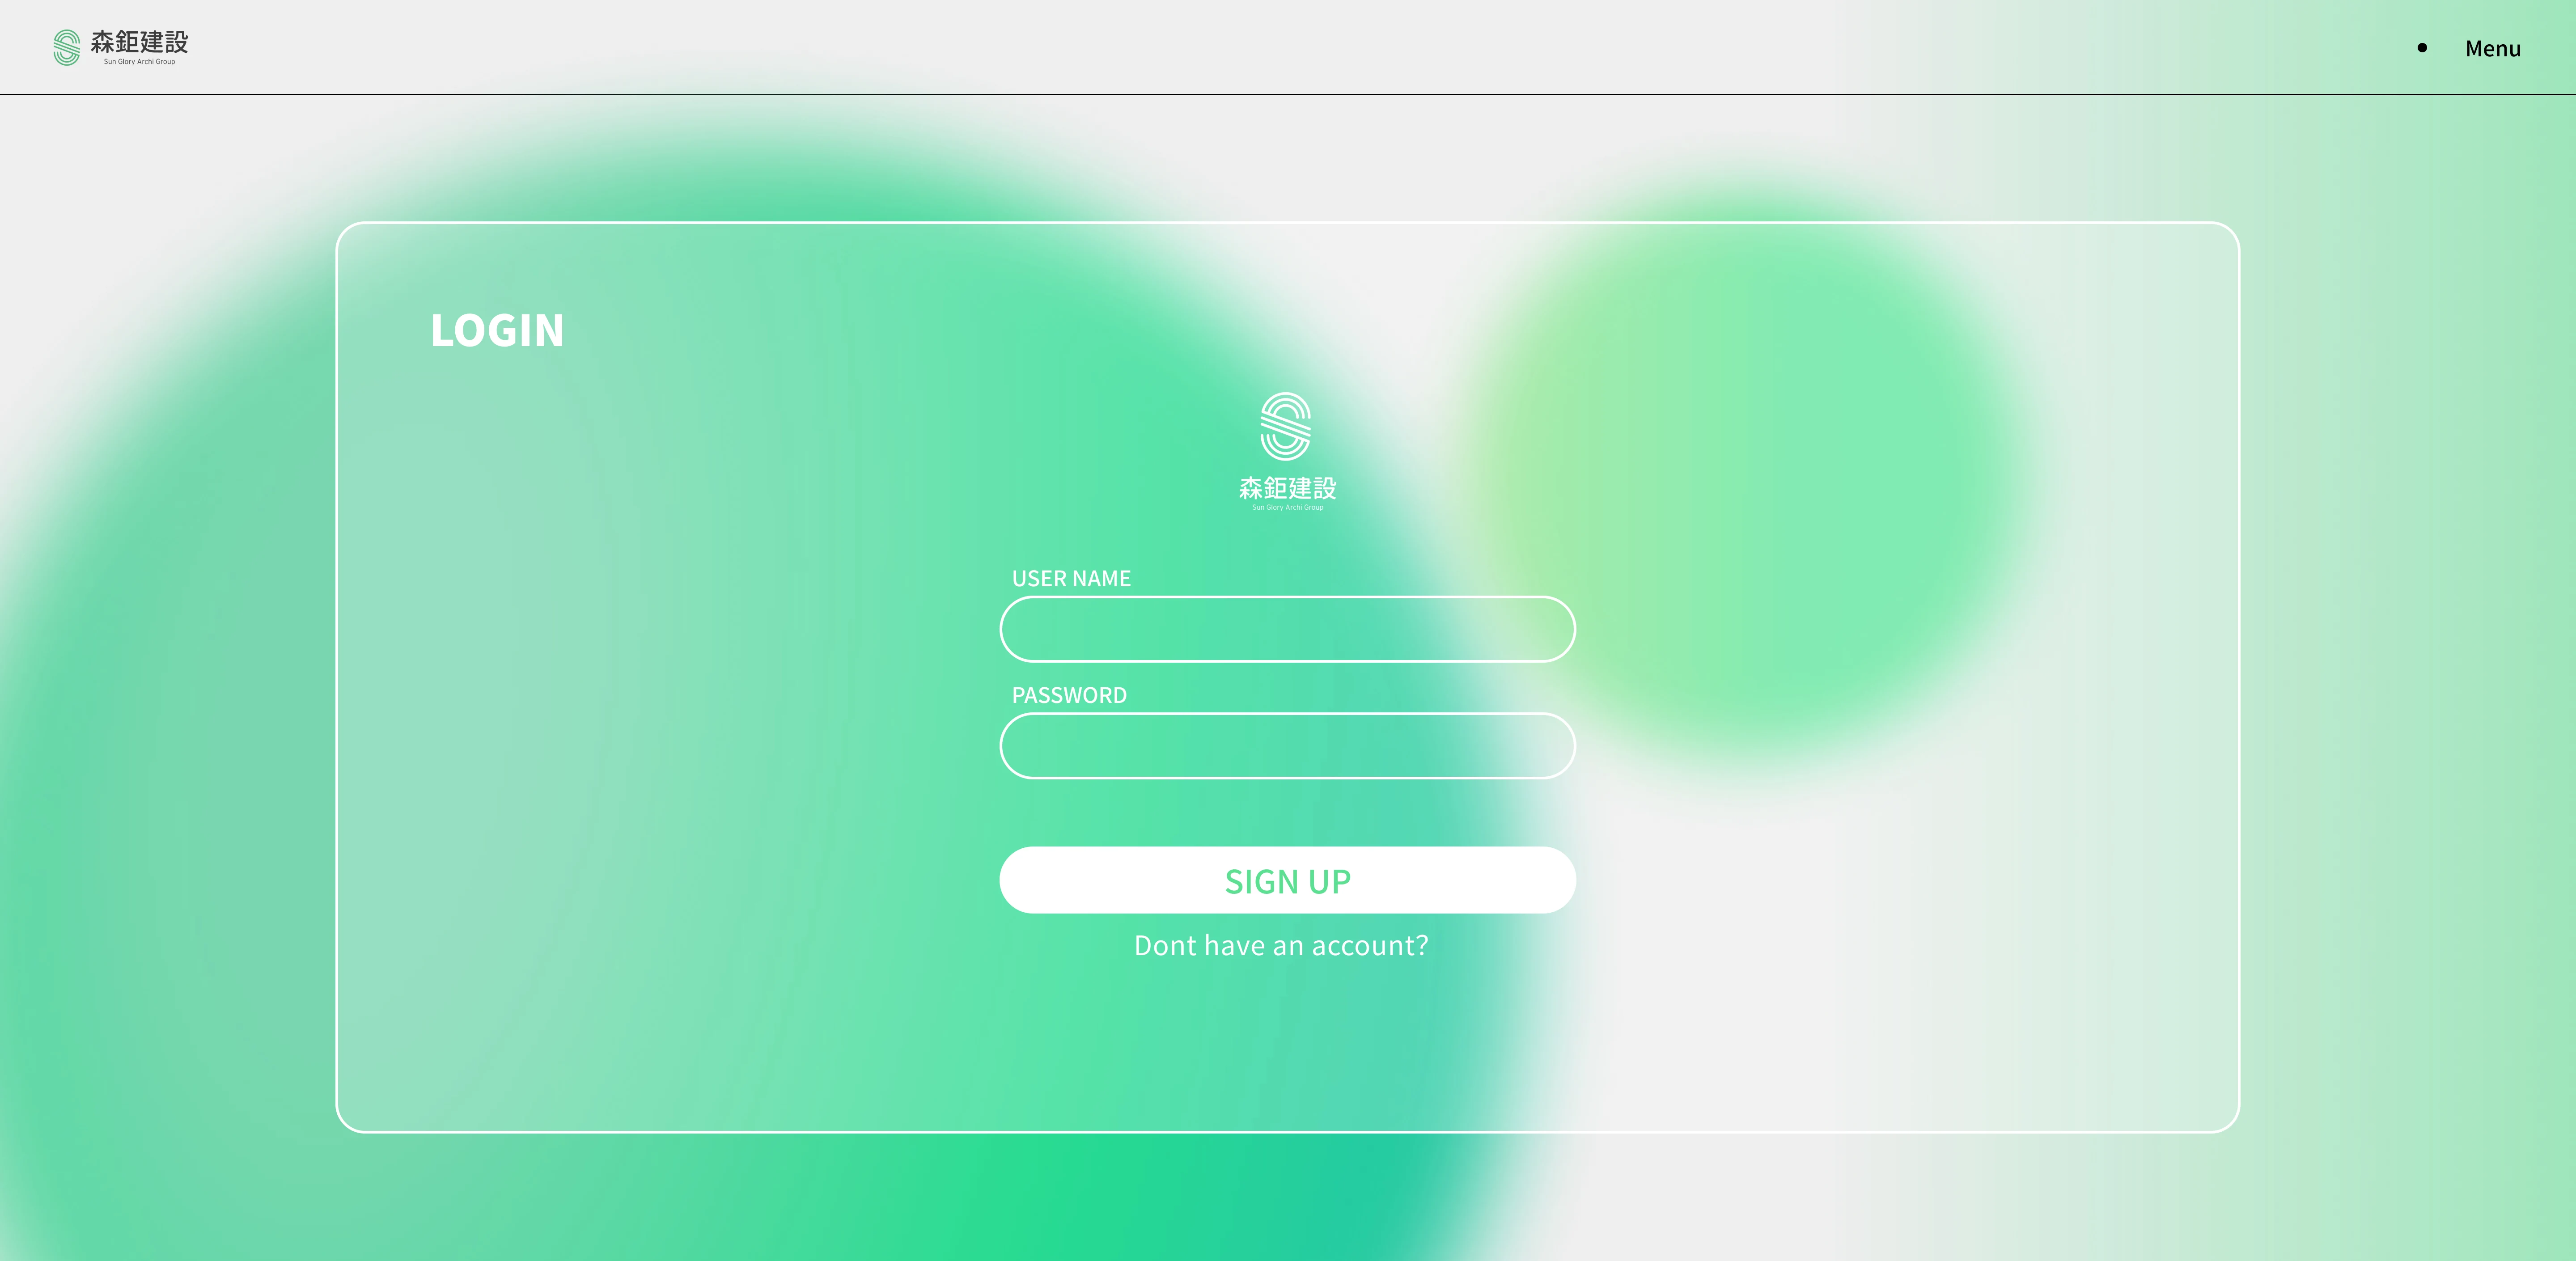 森鉅建設
Sun Glory Archi Group
Menu
LOGIN
森鉅建設
Sun Glory Archi Group
USER NAME
PASSWORD
SIGN UP
Dont have an account?